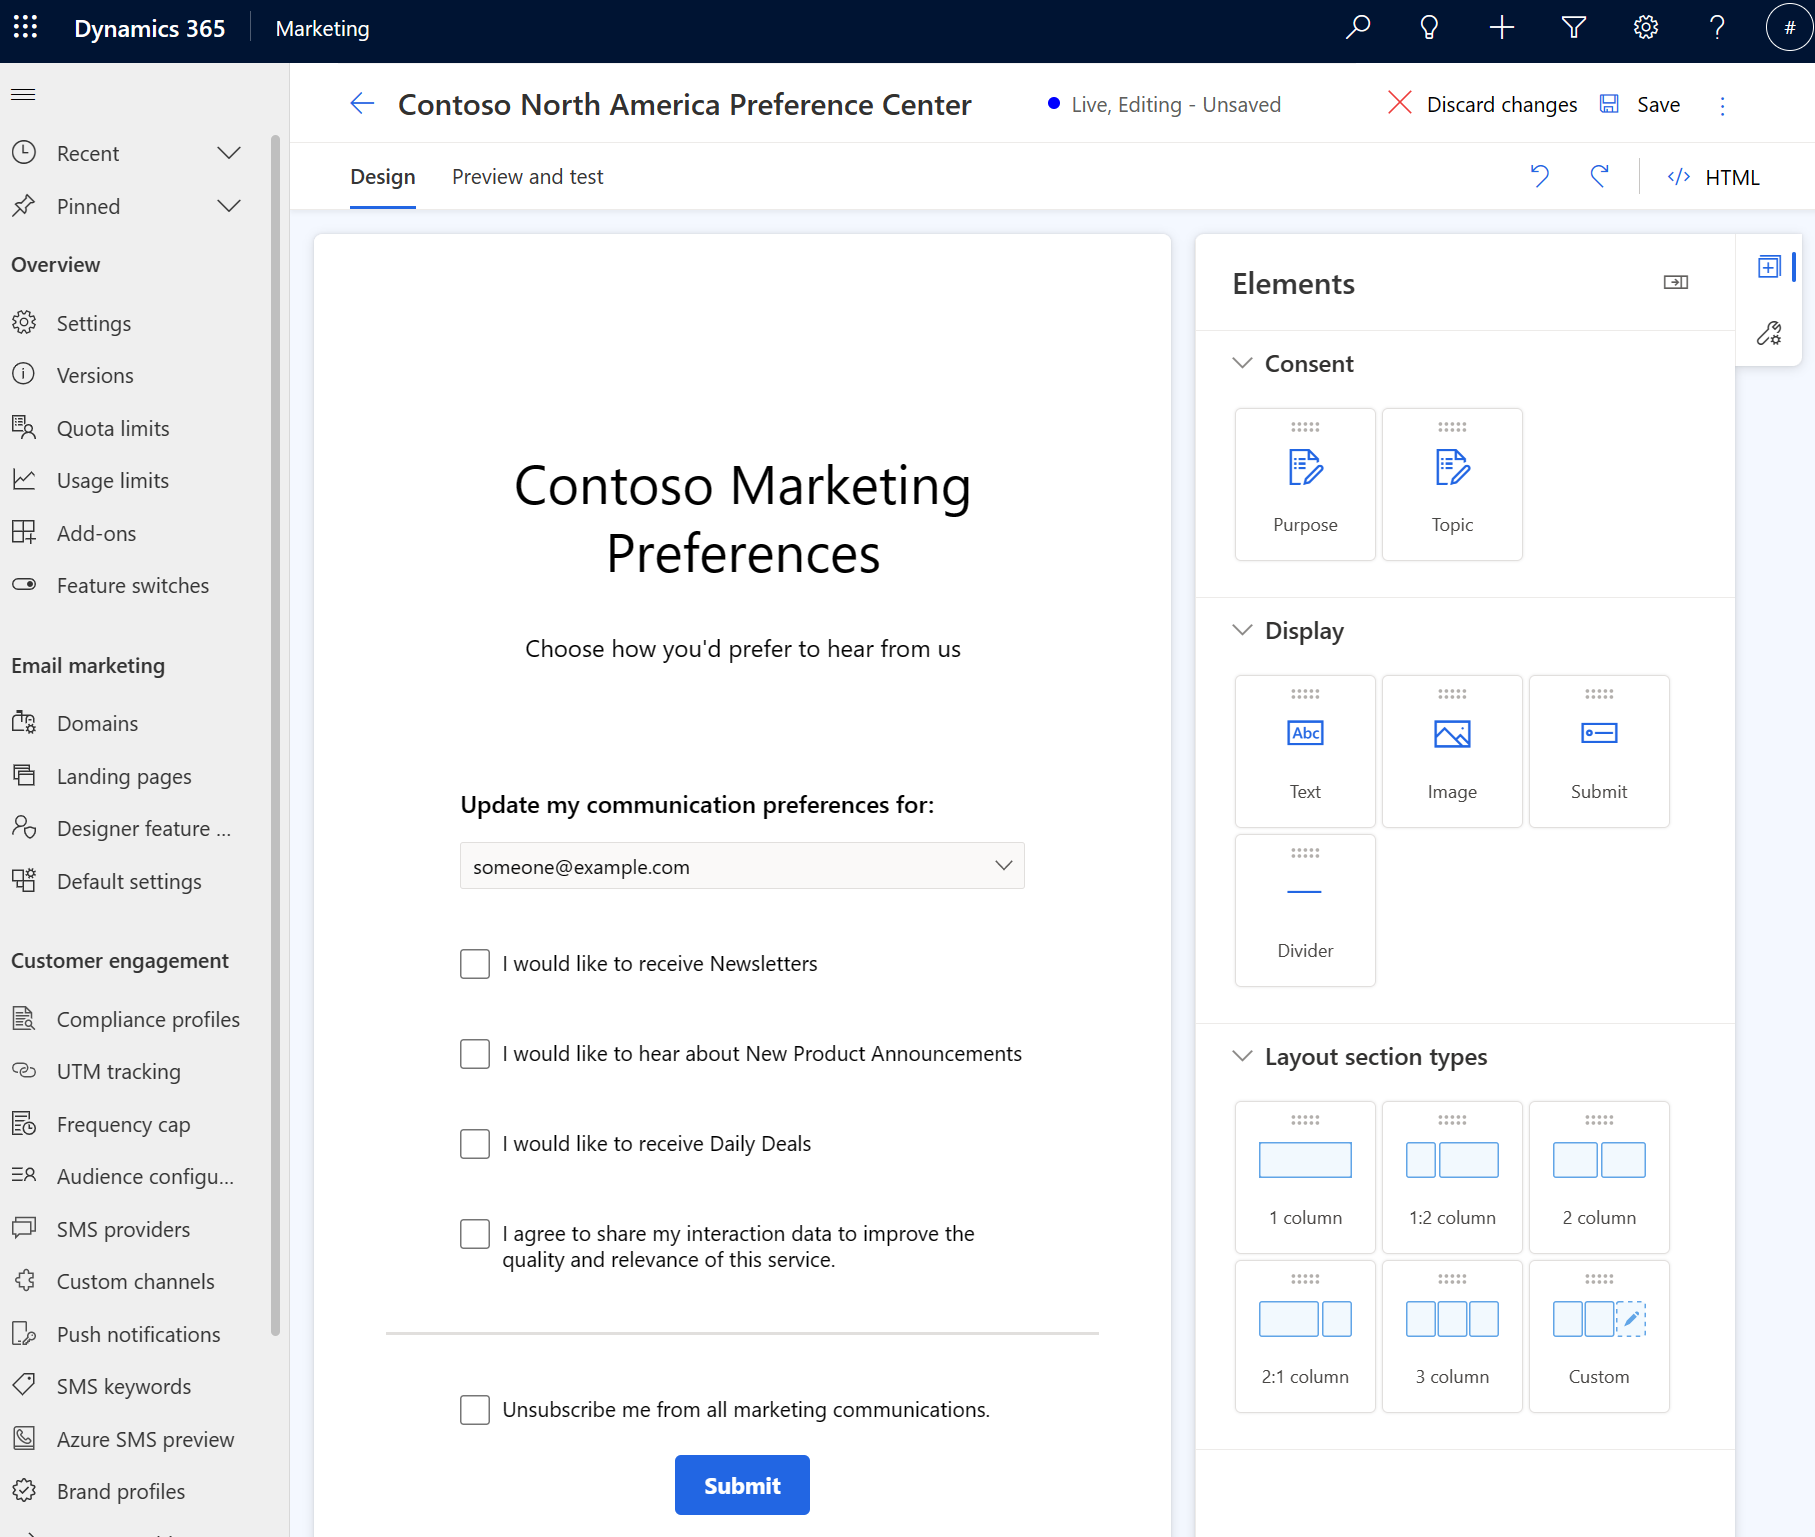 Dynamics 365
Marketing
#
Contoso North America Preference Center
Live, Editing - Unsaved
Discard changes
Save
Design
Preview and test
HTML
Recent
Pinned
Overview
Settings
Versions
Quota limits
Usage limits
Add-ons
Feature switches
Email marketing
Domains
Landing pages
Designer feature ...
Default settings
Customer engagement
Compliance profiles
UTM tracking
Frequency cap
Audience configu...
SMS providers
Custom channels
Push notifications
SMS keywords
Azure SMS preview
Brand profiles
Contoso Marketing
Preferences
Choose how you'd prefer to hear from us
Update my communication preferences for:
someone@example.com
I would like to receive Newsletters
I would like to hear about New Product Announcements
I would like to receive Daily Deals
I agree to share my interaction data to improve the
quality and relevance of this service.
Unsubscribe me from all marketing communications.
Submit
Elements
Consent
Purpose
Topic
Display
Abc
Text
Image
Submit
Divider
Layout section types
1 column
1:2 column
2 column
2:1 column
3 column
Custom